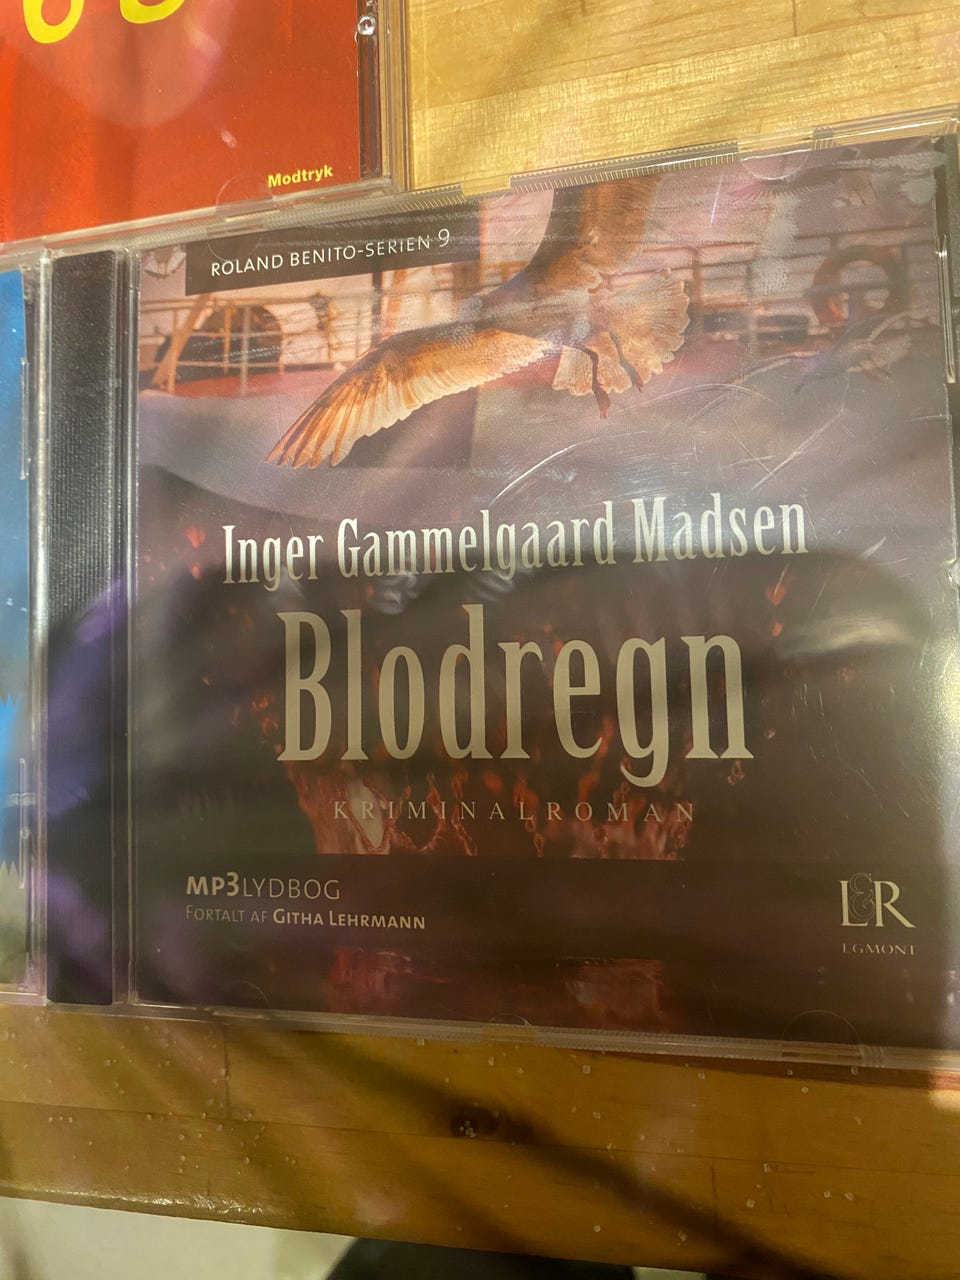 Modtryk
ROLAND BENITO-SERIEN 9
Inger Gammelgaard Madsen
Blodregn
KRIMINALROMAN
MP3LYDBOG
FORTALT AF GITHA LEHRMANN
L&R
EGMONT